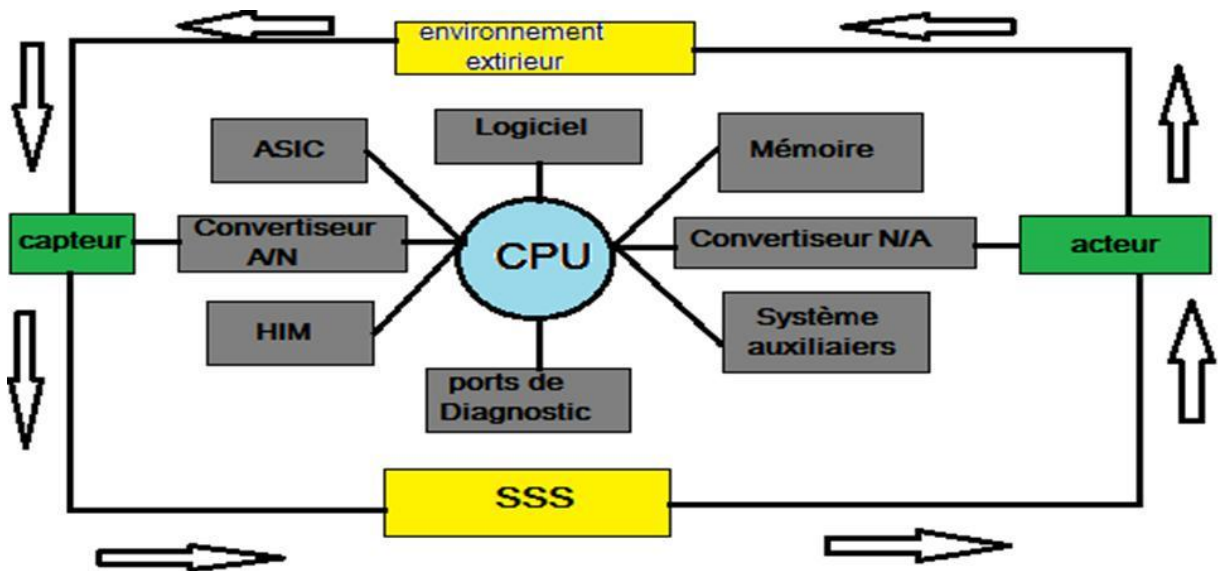 environnement
extirieur
Logiciel
ASIC
Mémoire
capteur
Convertiseur
A/N
CPU
Convertiseur N/A
acteur
HIM
Système
auxiliaiers
ports de
Diagnostic
SSS